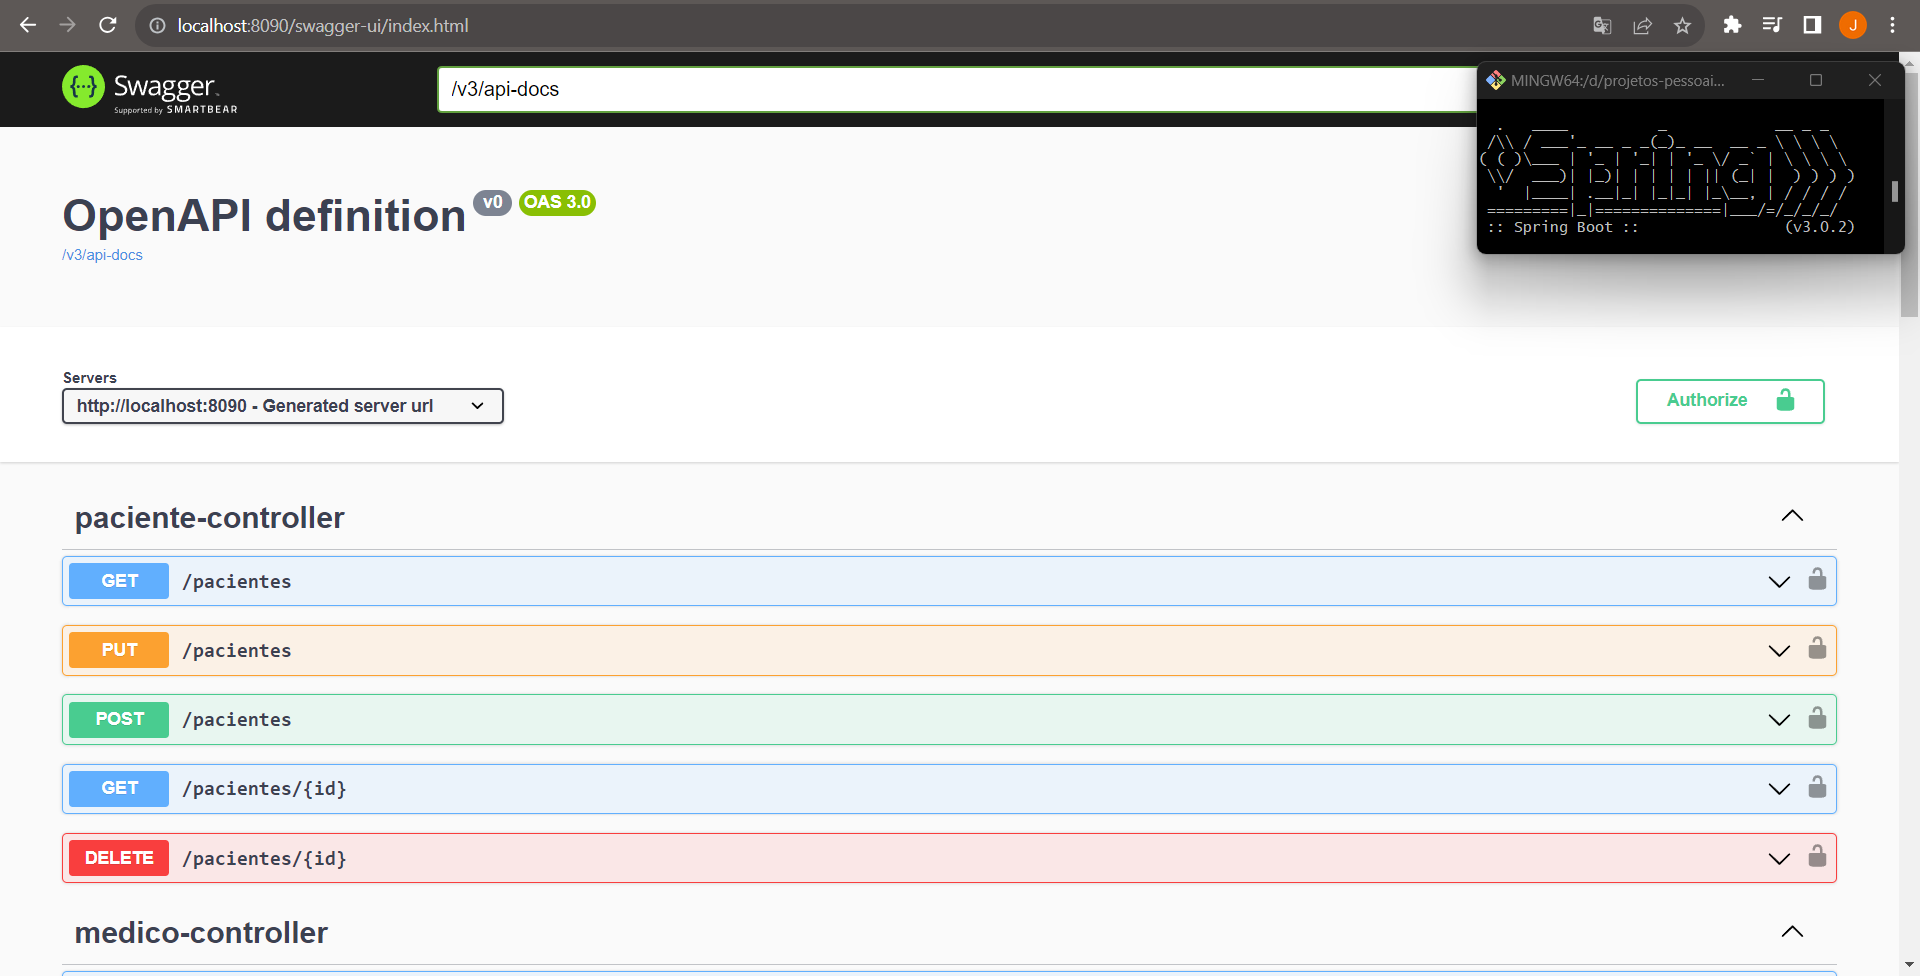 localhost:8090/swagger-ui/index.html
J
Swagger.
Supported by SMARTBEAR
/v3/api-docs
MINGW64:/d/projetos-pessoai...
:: Spring Boot :: (v3.0.2)
OpenAPI definition v0 OAS 3.0
/v3/api-docs
Servers
http://localhost:8090 - Generated server url
Authorize
paciente-controller
GET /pacientes
PUT /pacientes
POST /pacientes
GET /pacientes/{id}
DELETE /pacientes/{id}
medico-controller